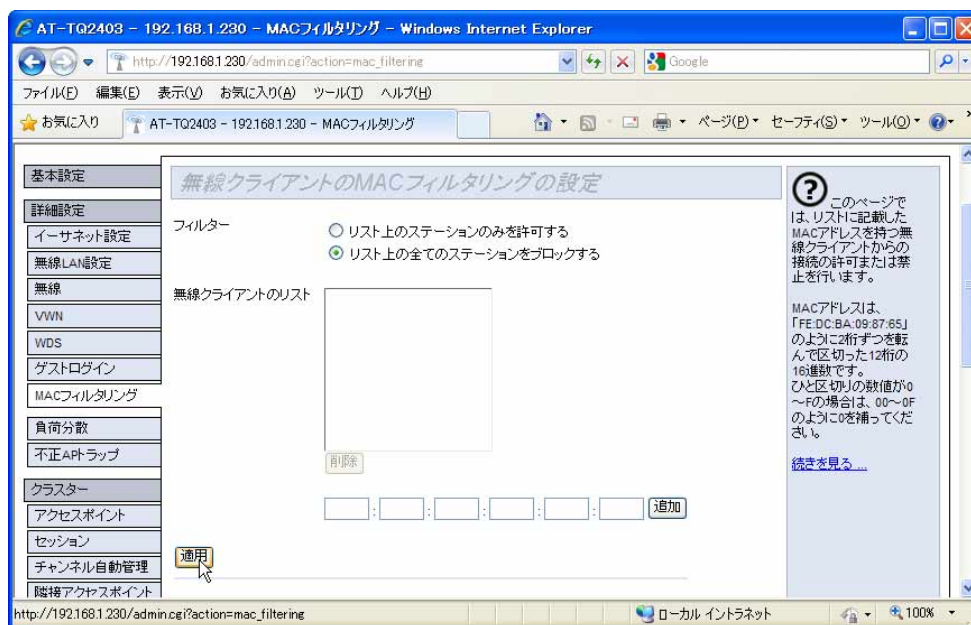 AT-TQ2403 - 192.168.1.230 - MACフィルタリング - Windows Internet Explorer
http://192.168.1.230/admin.cgi?action=mac_filtering
Google
ファイル(F) 編集(E) 表示(V) お気に入り(A) ツール(T) ヘルプ(H)
お気に入り
AT-TQ2403 - 192.168.1.230 - MACフィルタリング
ページ(P) セーフティ(S) ツール(O)
基本設定
詳細設定
イーサネット設定
無線LAN設定
無線
VWN
WDS
ゲストログイン
MACフィルタリング
負荷分散
不正APトラップ
クラスター
アクセスポイント
セッション
チャンネル自動管理
隣接アクセスポイント
無線クライアントのMACフィルタリングの設定
フィルター
リスト上のステーションのみを許可する
リスト上の全てのステーションをブロックする
無線クライアントのリスト
削除
: : : : : 追加
適用
?このページで
は、リストに記載した
MACアドレスを持つ無
線クライアントからの
接続の許可または禁
止を行います。
MACアドレスは、
「FE:DC:BA:09:87:65」
のように2桁ずつを転
んで区切った12桁の
16進数です。
ひと区切りの数値が0
～Fの場合は、00～0F
のように0を補ってくだ
さい。
続きを見る ...
http://192.168.1.230/admin.cgi?action=mac_filtering
ローカル イントラネット
100%